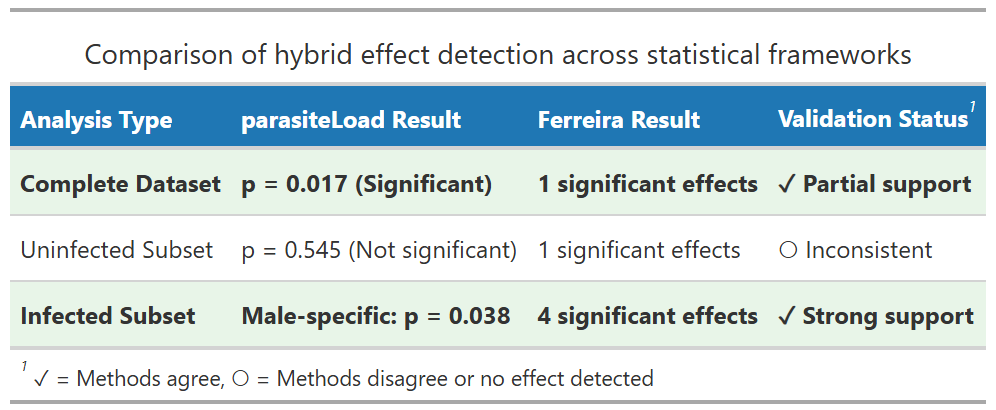 Comparison of hybrid effect detection across statistical frameworks
Analysis Type parasiteLoad Result Ferreira Result Validation Status1
Complete Dataset p = 0.017 (Significant) 1 significant effects ✓ Partial support
Uninfected Subset p = 0.545 (Not significant) 1 significant effects ○ Inconsistent
Infected Subset Male-specific: p = 0.038 4 significant effects ✓ Strong support
1 ✓ = Methods agree, ○ = Methods disagree or no effect detected